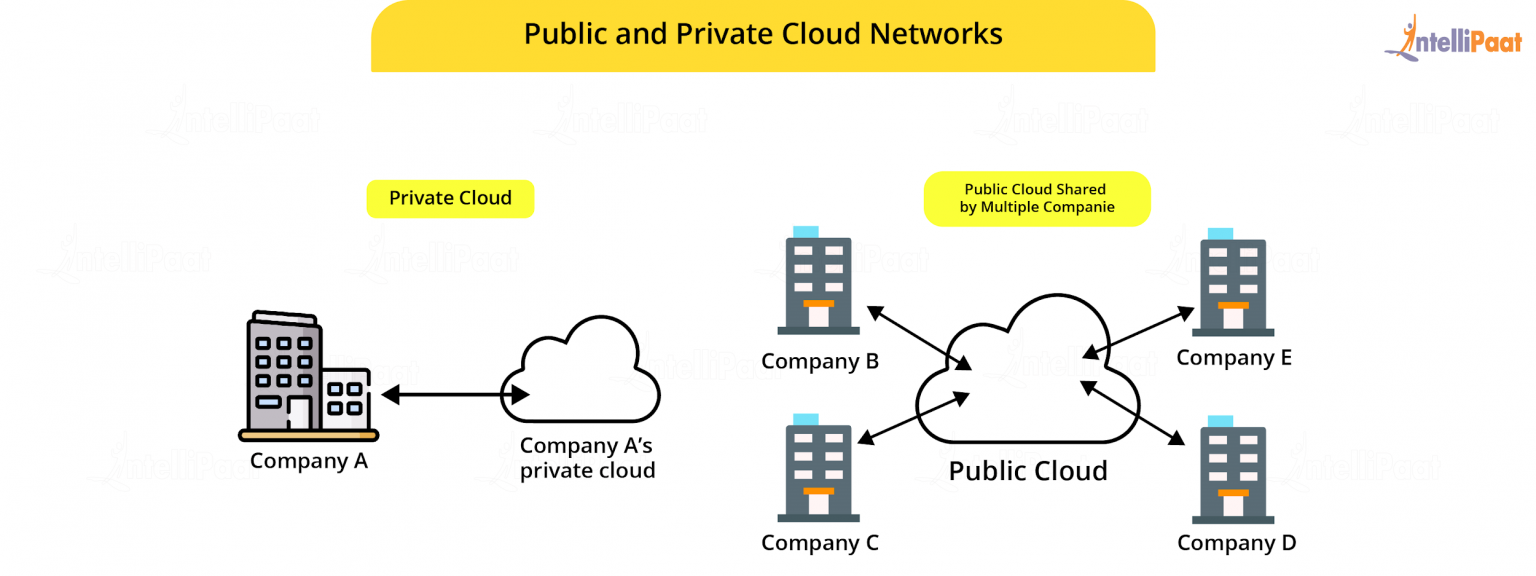 Public and Private Cloud Networks
IntelliPaat
Private Cloud
Public Cloud Shared
by Multiple Companie
Company A
Company A's
private cloud
Company B
Company E
Public Cloud
Company C
Company D